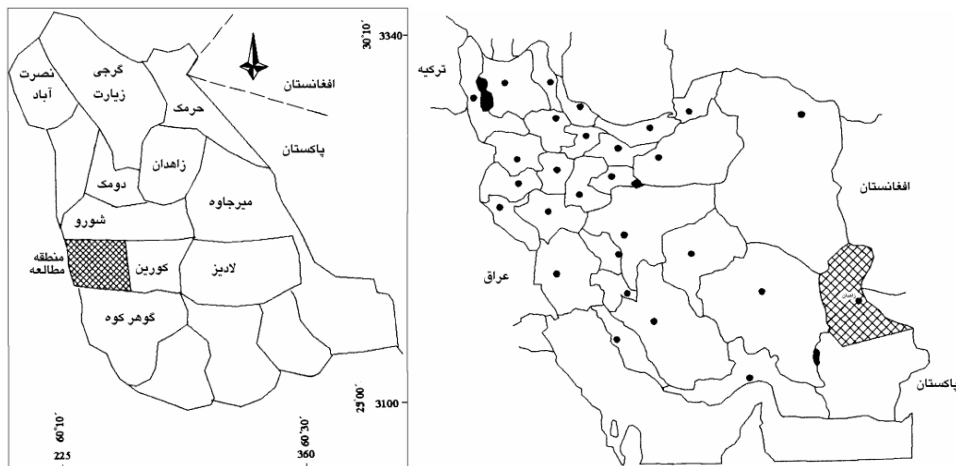 3340
30°10′
افغانستان
پاکستان
نصرت
آباد
گرجی
زیارت
حرمک
زاهدان
دومک
میرجاوه
شورو
منطقه
مطالعه
کورین
لادیز
گوهر کوه
3100
25°00′
60°10′
225
60°30′
360
ترکیه
افغانستان
عراق
زاهدان
پاکستان